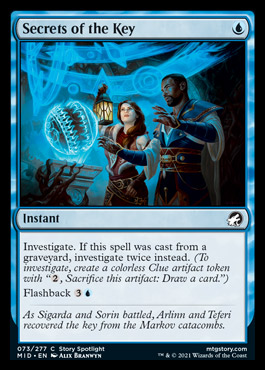 Secrets of the Key
Instant
Investigate. If this spell was cast from a
graveyard, investigate twice instead. (To
investigate, create a colorless Clue artifact token
with “2, Sacrifice this artifact: Draw a card.”)
Flashback 3
As Sigarda and Sorin battled, Arlinn and Teferi
recovered the key from the Markov catacombs.
073/277 C Story Spotlight
mtgstory.com
MID • EN Alix Branwyn
™ & © 2021 Wizards of the Coast